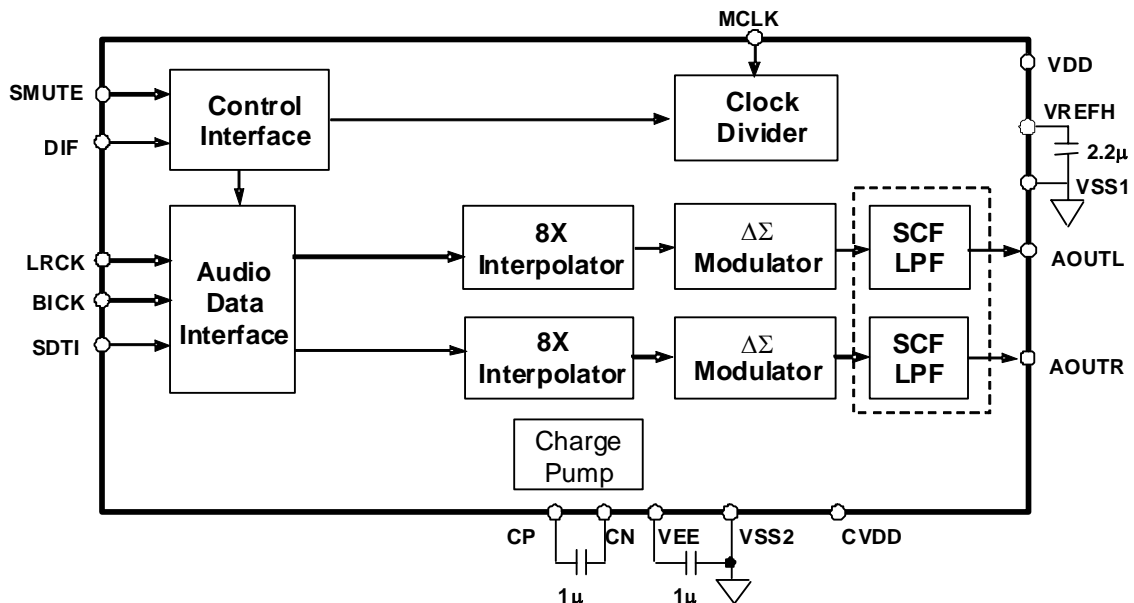 MCLK
SMUTE
DIF
Control
Interface
Clock
Divider
VDD
VREFH
2.2μ
VSS1
LRCK
BICK
SDTI
Audio
Data
Interface
8X
Interpolator
ΔΣ
Modulator
SCF
LPF
AOUTL
8X
Interpolator
ΔΣ
Modulator
SCF
LPF
AOUTR
Charge
Pump
CP
CN
VEE
VSS2
CVDD
1μ
1μ